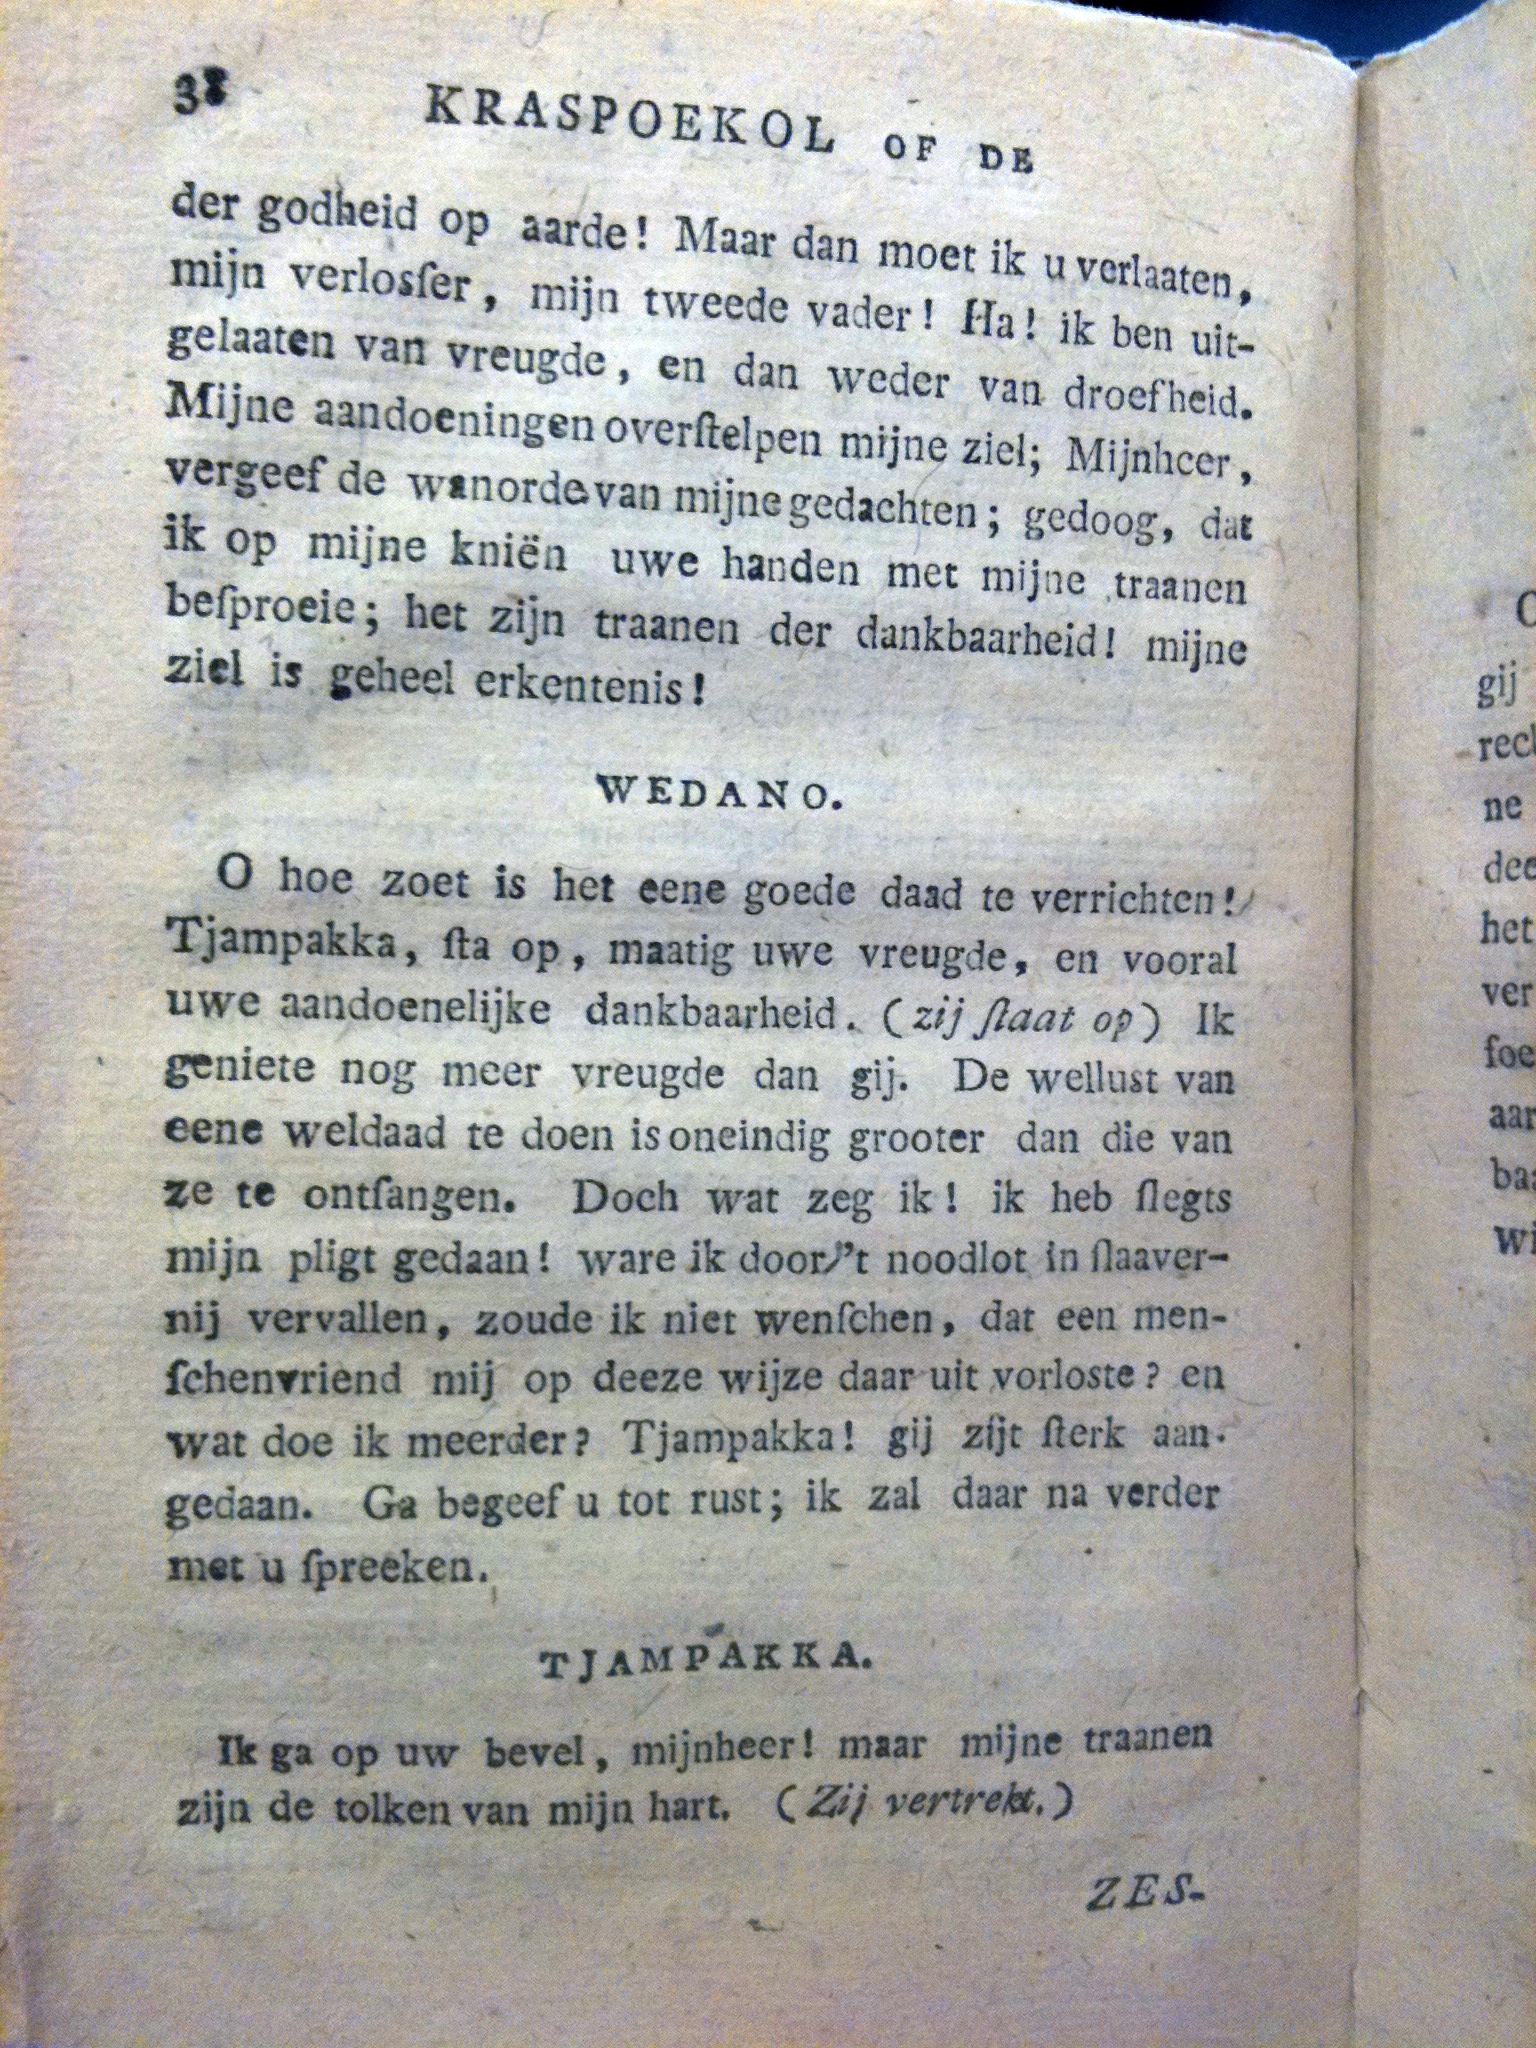 38 KRASPOEKOL OF DE
der godheid op aarde! Maar dan moet ik u verlaaten,
mijn verlosſer, mijn tweede vader! Ha! ik ben uit-
gelaaten van vreugde, en dan weder van droefheid.
Mijne aandoeningen overſtelpen mijne ziel; Mijnheer,
vergeef de wanorde van mijne gedachten; gedoog, dat
ik op mijne kniën uwe handen met mijne traanen
beſproeie; het zijn traanen der dankbaarheid! mijne
ziel is geheel erkentenis!
WEDANO.
O hoe zoet is het eene goede daad te verrichten!
Tjampakka, ſta op, maatig uwe vreugde, en vooral
uwe aandoenelijke dankbaarheid. (zij ſtaat op) Ik
geniete nog meer vreugde dan gij. De wellust van
eene weldaad te doen is oneindig grooter dan die van
ze te ontfangen. Doch wat zeg ik! ik heb ſlegts
mijn pligt gedaan! ware ik door 't noodlot in ſlaaver-
nij vervallen, zoude ik niet wenſchen, dat een men-
ſchenvriend mij op deeze wijze daar uit vorloste? en
wat doe ik meerder? Tjampakka! gij zijt ſterk aan-
gedaan. Ga begeef u tot rust; ik zal daar na verder
met u ſpreeken.
TJAMPAKKA.
Ik ga op uw bevel, mijnheer! maar mijne traanen
zijn de tolken van mijn hart. (Zij vertrekt.)
ZES-
gij
ne
het